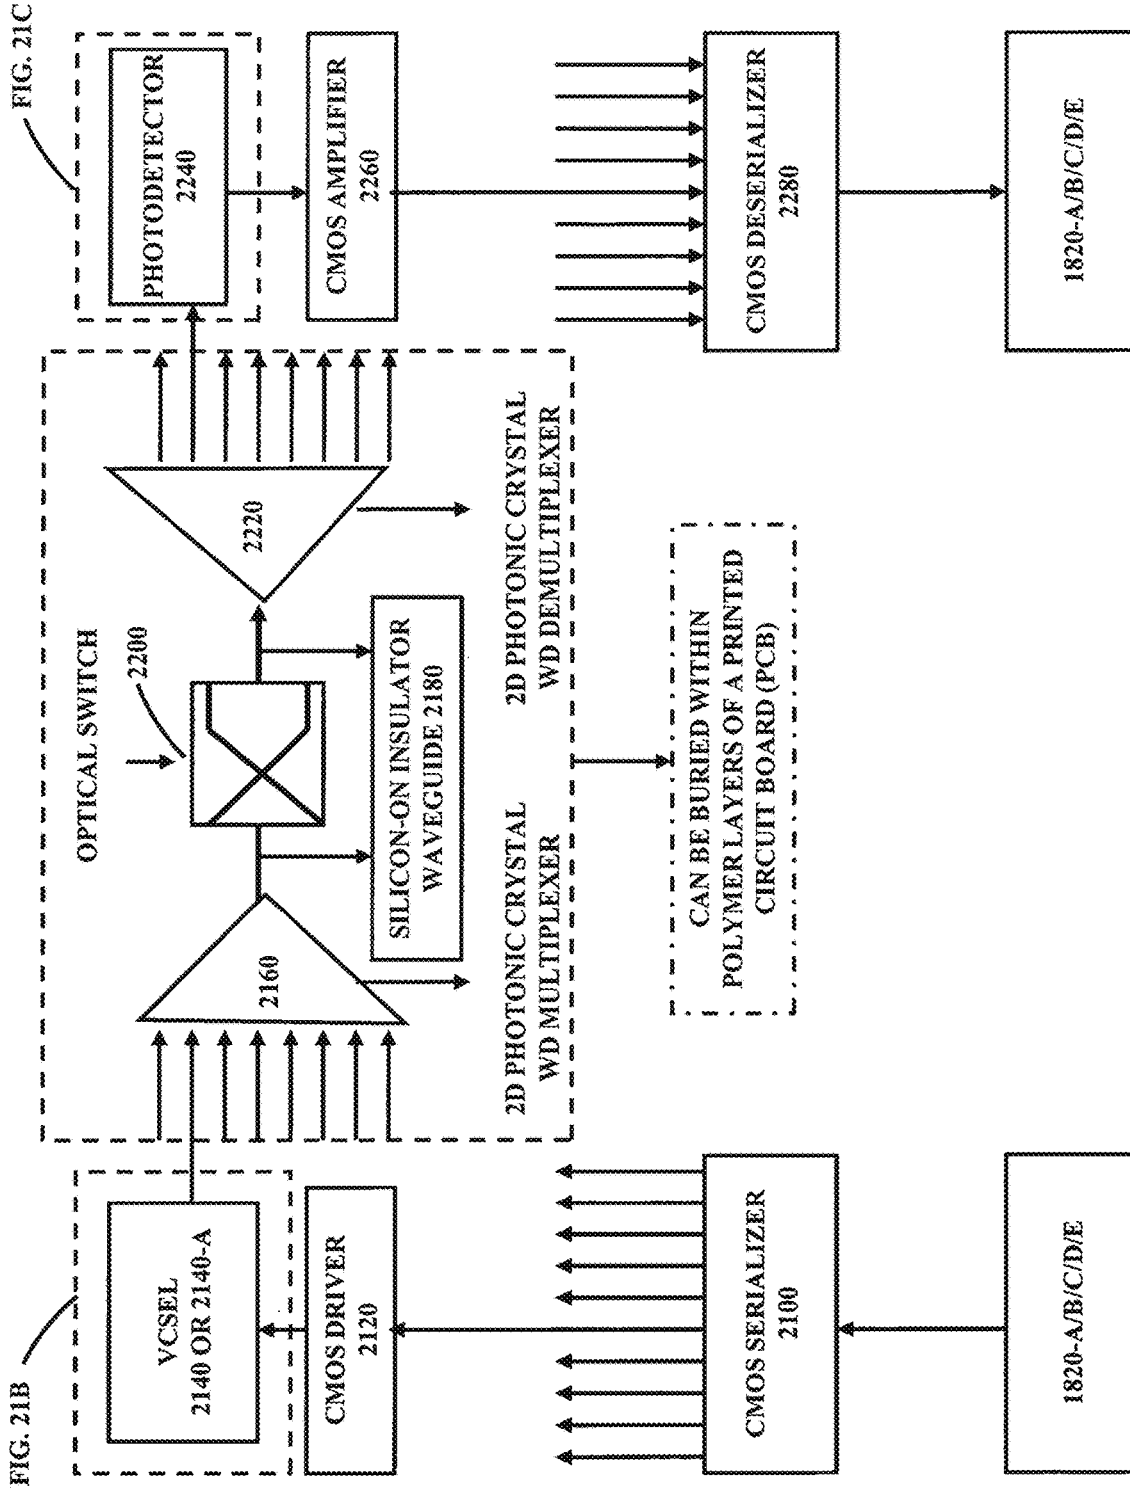 FIG. 21B
VCSEL
2140 OR 2140-A
CMOS DRIVER
2120
CMOS SERIALIZER
2100
1820-A/B/C/D/E
OPTICAL SWITCH
2200
2160
2220
SILICON-ON INSULATOR
WAVEGUIDE 2180
2D PHOTONIC CRYSTAL
WD MULTIPLEXER
2D PHOTONIC CRYSTAL
WD DEMULTIPLEXER
CAN BE BURIED WITHIN
POLYMER LAYERS OF A PRINTED
CIRCUIT BOARD (PCB)
FIG. 21C
PHOTODETECTOR
2240
CMOS AMPLIFIER
2260
CMOS DESERIALIZER
2280
1820-A/B/C/D/E